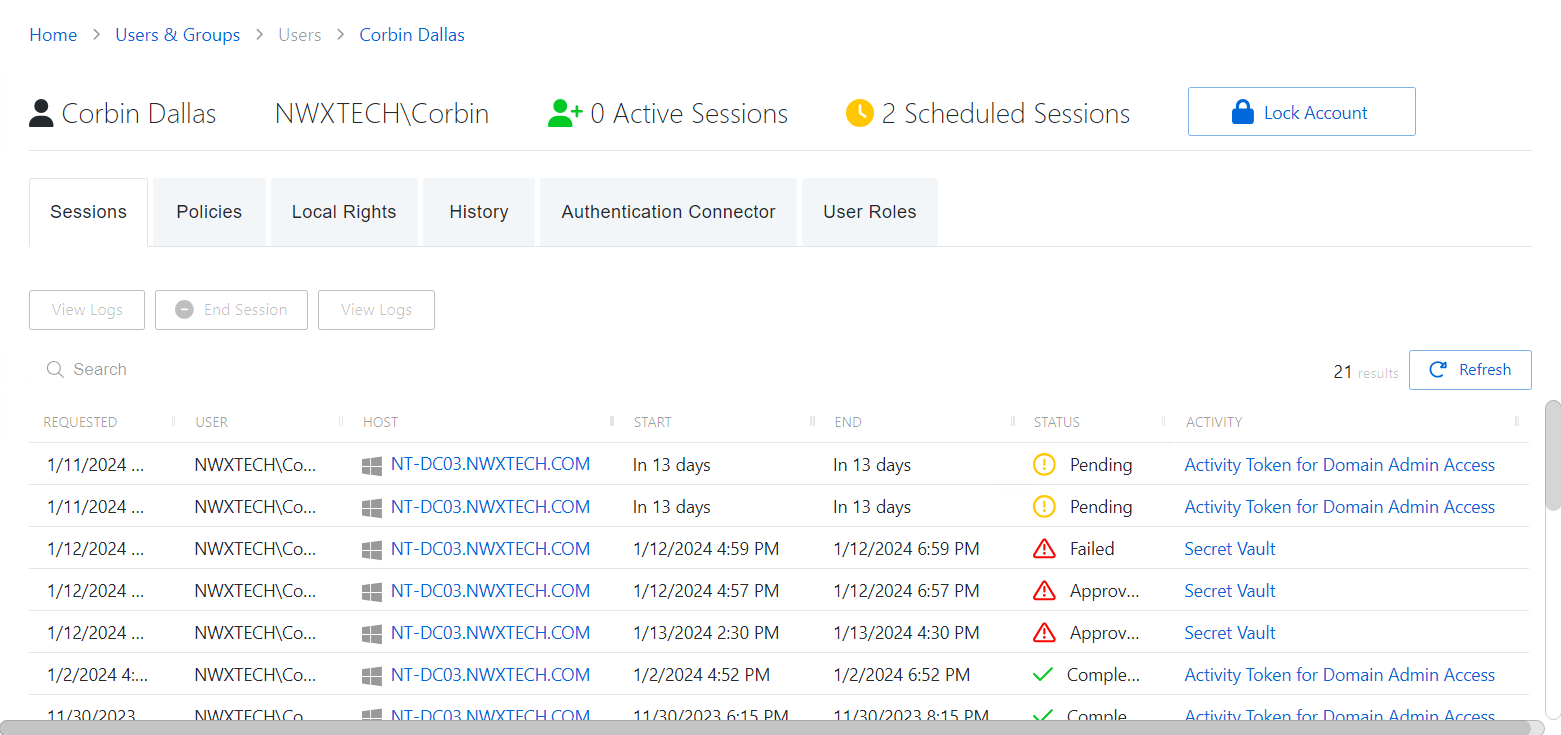 Home > Users & Groups > Users > Corbin Dallas
Corbin Dallas NWXTECH\Corbin 0 Active Sessions 2 Scheduled Sessions Lock Account
Sessions Policies Local Rights History Authentication Connector User Roles
View Logs End Session View Logs
Search 21 results Refresh
REQUESTED USER HOST START END STATUS ACTIVITY
1/11/2024 ... NWXTECH\Co... NT-DC03.NWXTECH.COM In 13 days In 13 days Pending Activity Token for Domain Admin Access
1/11/2024 ... NWXTECH\Co... NT-DC03.NWXTECH.COM In 13 days In 13 days Pending Activity Token for Domain Admin Access
1/12/2024 ... NWXTECH\Co... NT-DC03.NWXTECH.COM 1/12/2024 4:59 PM 1/12/2024 6:59 PM Failed Secret Vault
1/12/2024 ... NWXTECH\Co... NT-DC03.NWXTECH.COM 1/12/2024 4:57 PM 1/12/2024 6:57 PM Approv... Secret Vault
1/12/2024 ... NWXTECH\Co... NT-DC03.NWXTECH.COM 1/13/2024 2:30 PM 1/13/2024 4:30 PM Approv... Secret Vault
1/2/2024 4:... NWXTECH\Co... NT-DC03.NWXTECH.COM 1/2/2024 4:52 PM 1/2/2024 6:52 PM Comple... Activity Token for Domain Admin Access
11/30/2023 NWXTECH\Co NT-DC03.NWXTECH.COM 11/30/2023 6:15 PM 11/30/2023 8:15 PM Comple Activity Token for Domain Admin Access